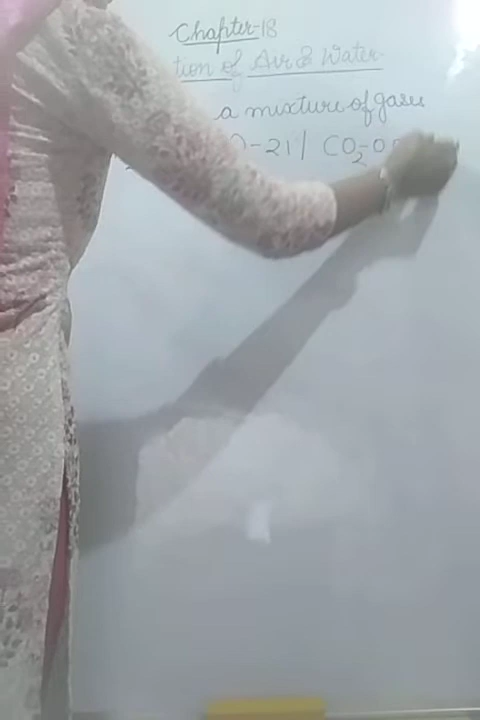 Chapter-18
tion of Air & Water
a mixture of gases
-21 | CO2-0